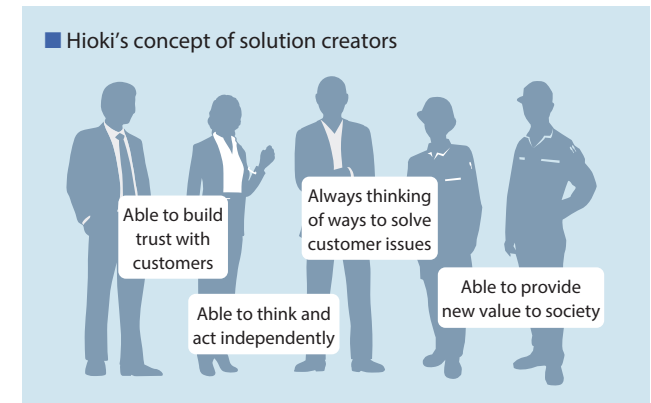 ■ Hioki’s concept of solution creators
Able to build
trust with
customers
Able to think and
act independently
Always thinking
of ways to solve
customer issues
Able to provide
new value to society